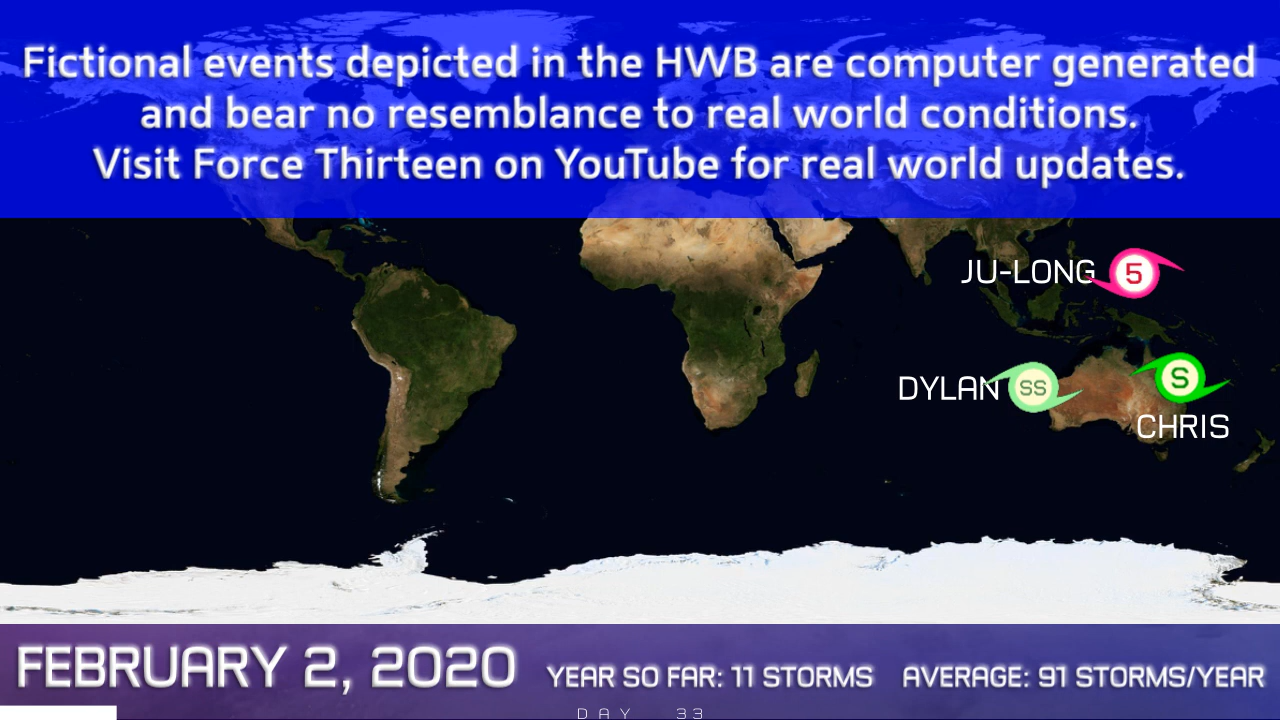 Fictional events depicted in the HWB are computer generated
and bear no resemblance to real world conditions.
Visit Force Thirteen on YouTube for real world updates.
JU-LONG 5
DYLAN SS
S
CHRIS
FEBRUARY 2, 2020 YEAR SO FAR: 11 STORMS AVERAGE: 91 STORMS/YEAR
DAY 33